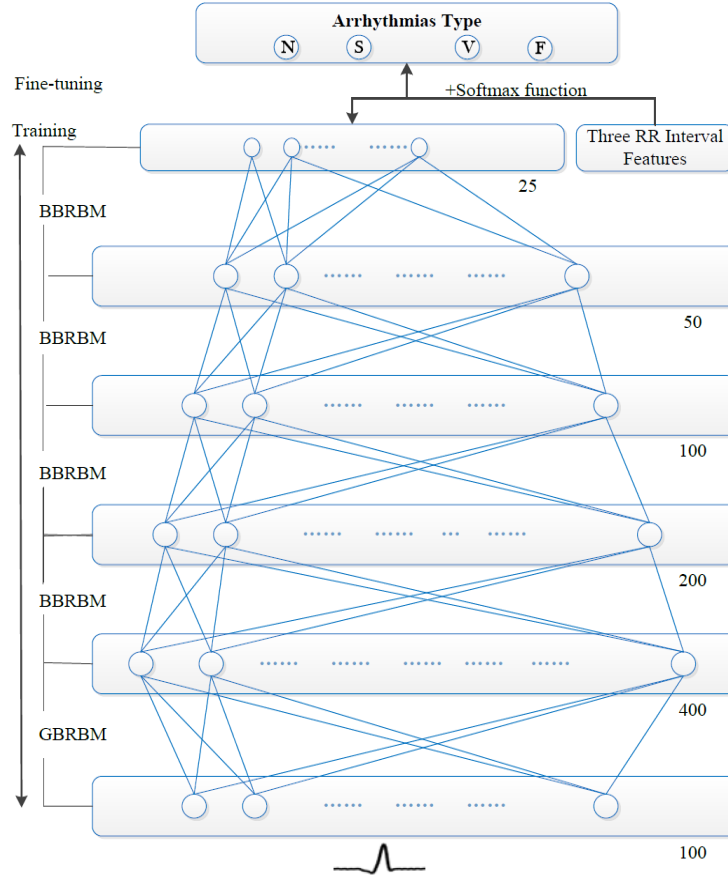 Arrhythmias Type
N S V F
Fine-tuning
+Softmax function
Training
Three RR Interval
Features
25
BBRBM
50
BBRBM
100
BBRBM
200
BBRBM
400
GBRBM
100